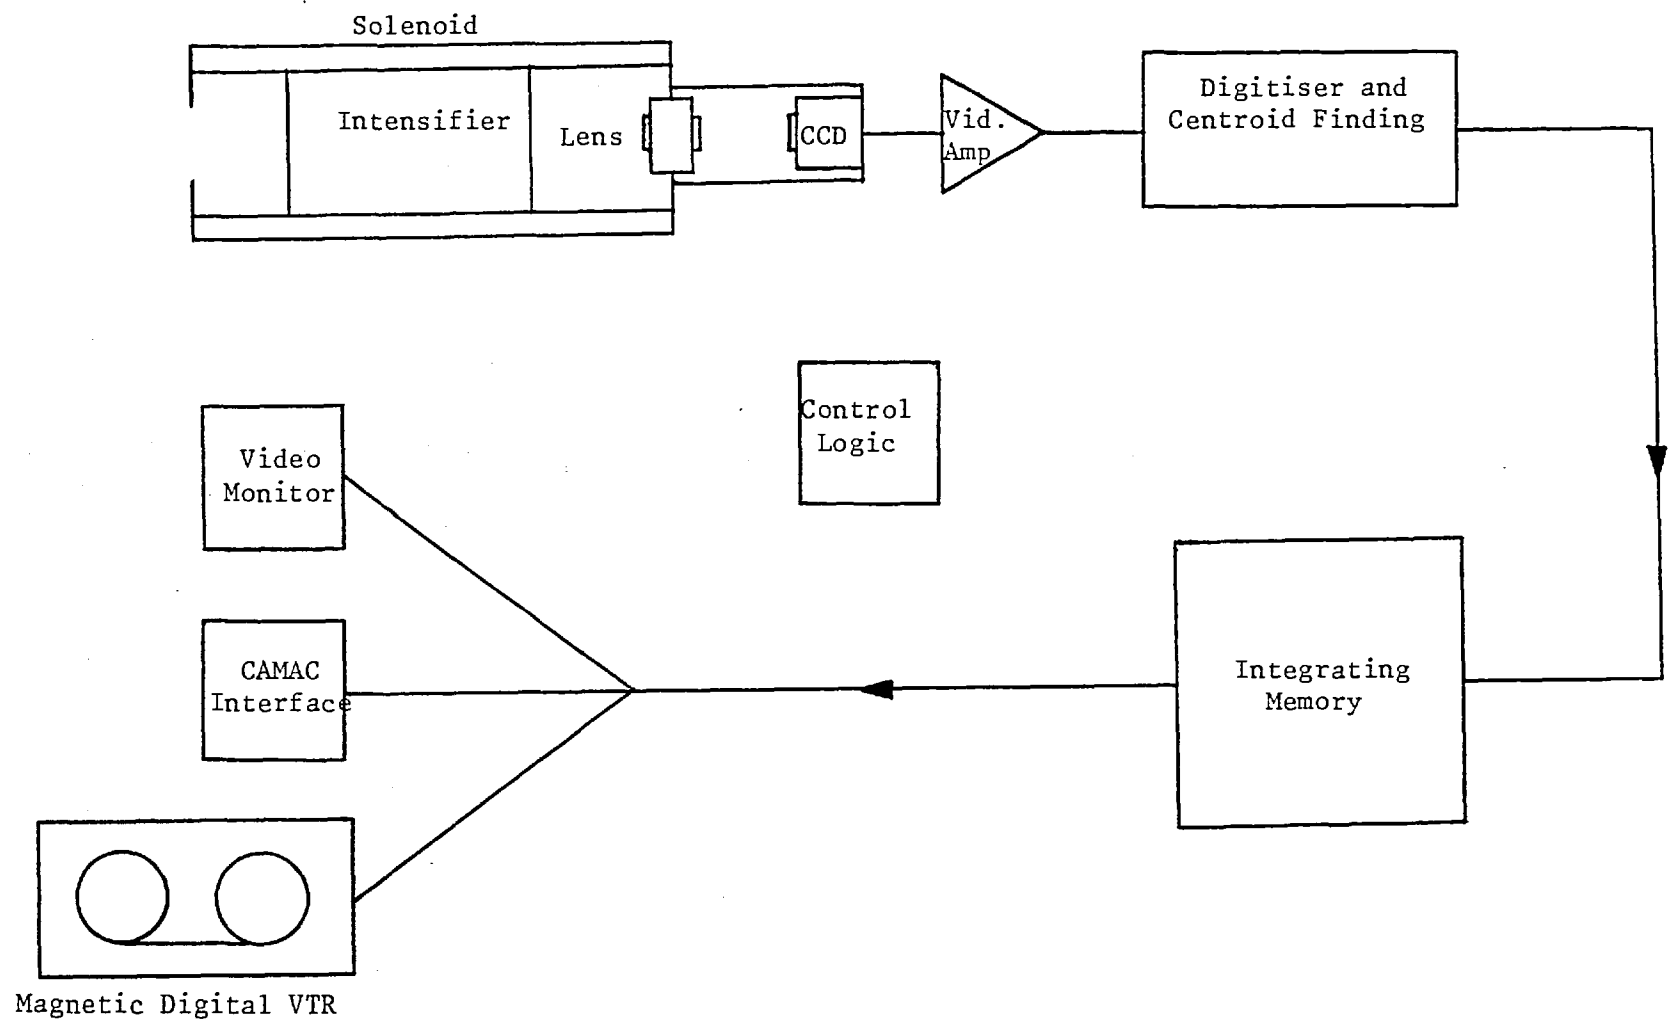 Solenoid
Intensifier
Lens
CCD
Vid.
Amp
Digitiser and
Centroid Finding
Control
Logic
Video
Monitor
CAMAC
Interface
Integrating
Memory
Magnetic Digital VTR